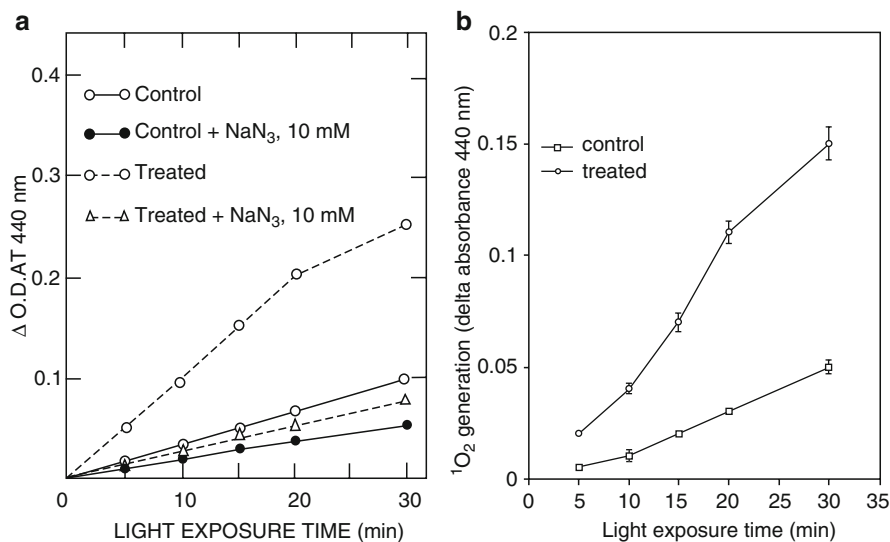 a
0.4
0.3
0.2
0.1
0
10
20
30
Δ O.D.AT 440 nm
LIGHT EXPOSURE TIME (min)
Control
Control + NaN₃, 10 mM
Treated
Treated + NaN₃, 10 mM
b
0.2
0.15
0.1
0.05
0
0
5
10
15
20
25
30
35
¹O₂ generation (delta absorbance 440 nm)
Light exposure time (min)
control
treated